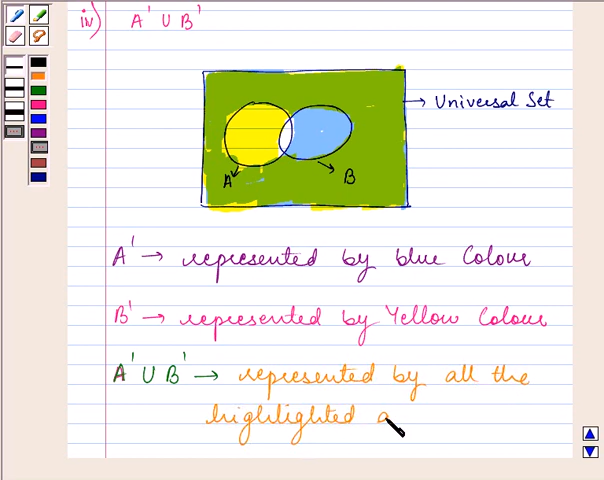 iv) A' U B'
→ Universal Set
A
B
A' → represented by blue Colour
B' → represented by Yellow Colour
A' U B' → represented by all the
highlighted a